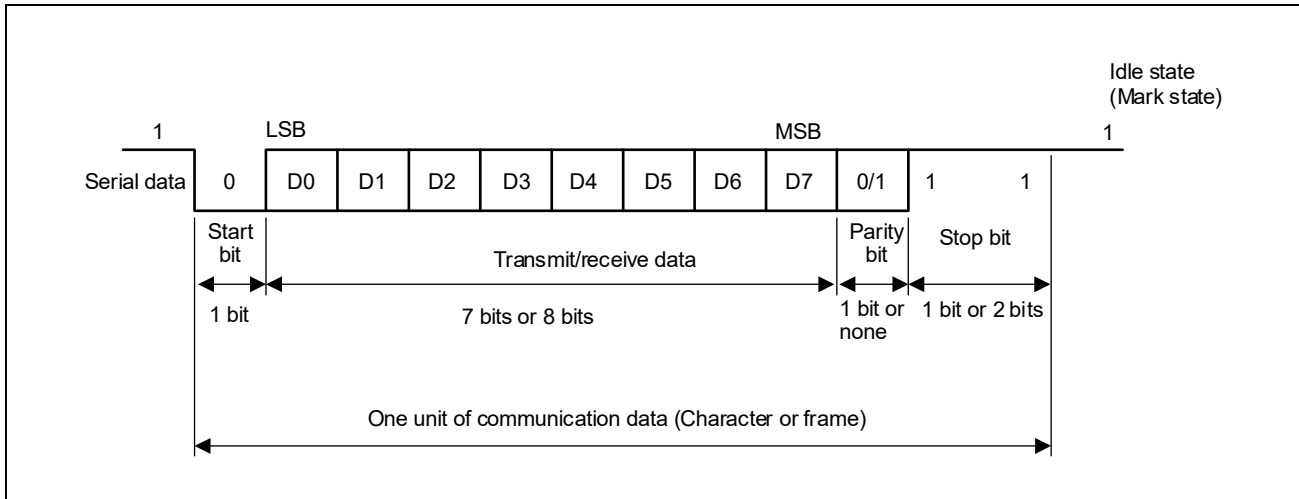 Idle state
(Mark state)
1 LSB MSB 1
Serial data 0 D0 D1 D2 D3 D4 D5 D6 D7 0/1 1 1
Start
bit
Transmit/receive data
Parity
bit
Stop bit
1 bit
7 bits or 8 bits
1 bit or
none
1 bit or 2 bits
One unit of communication data (Character or frame)